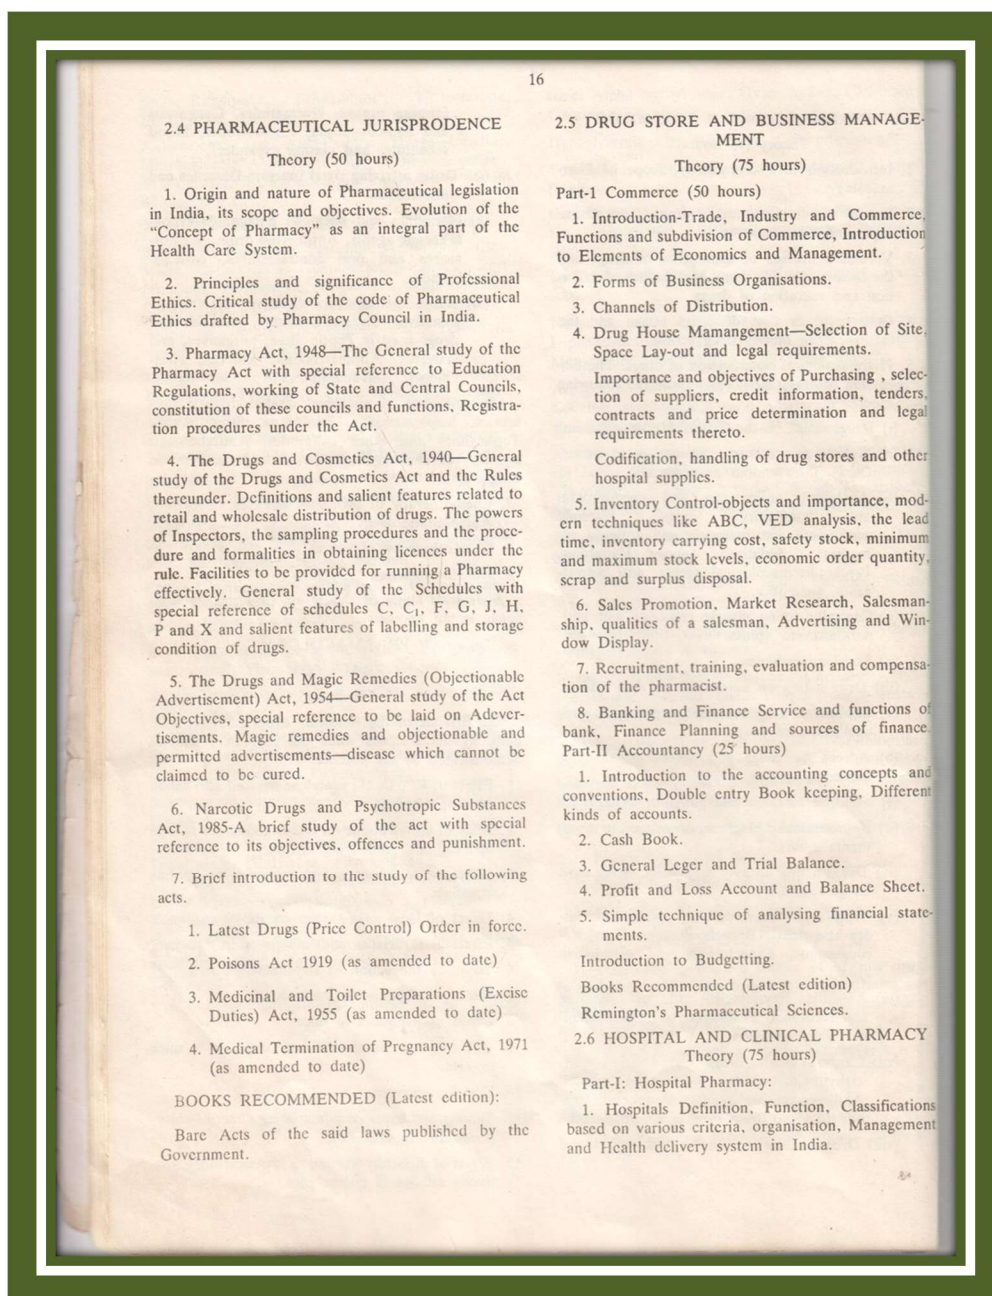 16
2.4 PHARMACEUTICAL JURISPRODENCE
Theory (50 hours)
1. Origin and nature of Pharmaceutical legislation
in India, its scope and objectives. Evolution of the
“Concept of Pharmacy” as an integral part of the
Health Care System.
2. Principles and significance of Professional
Ethics. Critical study of the code of Pharmaceutical
Ethics drafted by Pharmacy Council in India.
3. Pharmacy Act, 1948—The General study of the
Pharmacy Act with special reference to Education
Regulations, working of State and Central Councils,
constitution of these councils and functions, Registra-
tion procedures under the Act.
4. The Drugs and Cosmetics Act, 1940—General
study of the Drugs and Cosmetics Act and the Rules
thereunder. Definitions and salient features related to
retail and wholesale distribution of drugs. The powers
of Inspectors, the sampling procedures and the proce-
dure and formalities in obtaining licences under the
rule. Facilities to be provided for running a Pharmacy
effectively. General study of the Schedules with
special reference of schedules C, C₁, F, G, J, H,
P and X and salient features of labelling and storage
condition of drugs.
5. The Drugs and Magic Remedies (Objectionable
Advertisement) Act, 1954—General study of the Act
Objectives, special reference to be laid on Adever-
tisements. Magic remedies and objectionable and
permitted advertisements—disease which cannot be
claimed to be cured.
6. Narcotic Drugs and Psychotropic Substances
Act, 1985-A brief study of the act with special
reference to its objectives, offences and punishment.
7. Brief introduction to the study of the following
acts.
1. Latest Drugs (Price Control) Order in force.
2. Poisons Act 1919 (as amended to date)
3. Medicinal and Toilet Preparations (Excise
Duties) Act, 1955 (as amended to date)
4. Medical Termination of Pregnancy Act, 1971
(as amended to date)
BOOKS RECOMMENDED (Latest edition):
Bare Acts of the said laws published by the
Government.
2.5 DRUG STORE AND BUSINESS MANAGE-
MENT
Theory (75 hours)
Part-1 Commerce (50 hours)
1. Introduction-Trade, Industry and Commerce,
Functions and subdivision of Commerce, Introduction
to Elements of Economics and Management.
2. Forms of Business Organisations.
3. Channels of Distribution.
4. Drug House Mamangement—Selection of Site,
Space Lay-out and legal requirements.
Importance and objectives of Purchasing , selec-
tion of suppliers, credit information, tenders,
contracts and price determination and legal
requirements thereto.
Codification, handling of drug stores and other
hospital supplies.
5. Inventory Control-objects and importance, mod-
ern techniques like ABC, VED analysis, the lead
time, inventory carrying cost, safety stock, minimum
and maximum stock levels, economic order quantity,
scrap and surplus disposal.
6. Sales Promotion, Market Research, Salesman-
ship, qualities of a salesman, Advertising and Win-
dow Display.
7. Recruitment, training, evaluation and compensa-
tion of the pharmacist.
8. Banking and Finance Service and functions of
bank, Finance Planning and sources of finance.
Part-II Accountancy (25 hours)
1. Introduction to the accounting concepts and
conventions, Double entry Book keeping, Different
kinds of accounts.
2. Cash Book.
3. General Leger and Trial Balance.
4. Profit and Loss Account and Balance Sheet.
5. Simple technique of analysing financial state-
ments.
Introduction to Budgetting.
Books Recommended (Latest edition)
Remington's Pharmaceutical Sciences.
2.6 HOSPITAL AND CLINICAL PHARMACY
Theory (75 hours)
Part-I: Hospital Pharmacy:
1. Hospitals Definition, Function, Classifications
based on various criteria, organisation, Management
and Health delivery system in India.